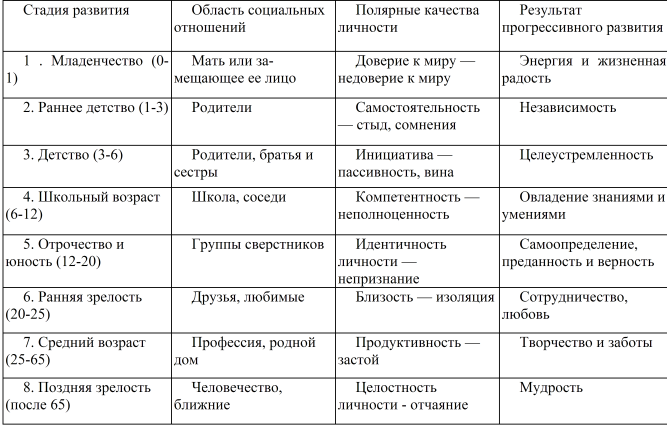 Стадия развития
Область социальных
отношений
Полярные качества
личности
Результат
прогрессивного развития
1 . Младенчество (0-
1)
Мать или за-
мещающее ее лицо
Доверие к миру —
недоверие к миру
Энергия и жизненная
радость
2. Раннее детство (1-3)
Родители
Самостоятельность
— стыд, сомнения
Независимость
3. Детство (3-6)
Родители, братья и
сестры
Инициатива —
пассивность, вина
Целеустремленность
4. Школьный возраст
(6-12)
Школа, соседи
Компетентность —
неполноценность
Овладение знаниями и
умениями
5. Отрочество и
юность (12-20)
Группы сверстников
Идентичность
личности —
непризнание
Самоопределение,
преданность и верность
6. Ранняя зрелость
(20-25)
Друзья, любимые
Близость — изоляция
Сотрудничество,
любовь
7. Средний возраст
(25-65)
Профессия, родной
дом
Продуктивность —
застой
Творчество и заботы
8. Поздняя зрелость
(после 65)
Человечество,
ближние
Целостность
личности - отчаяние
Мудрость